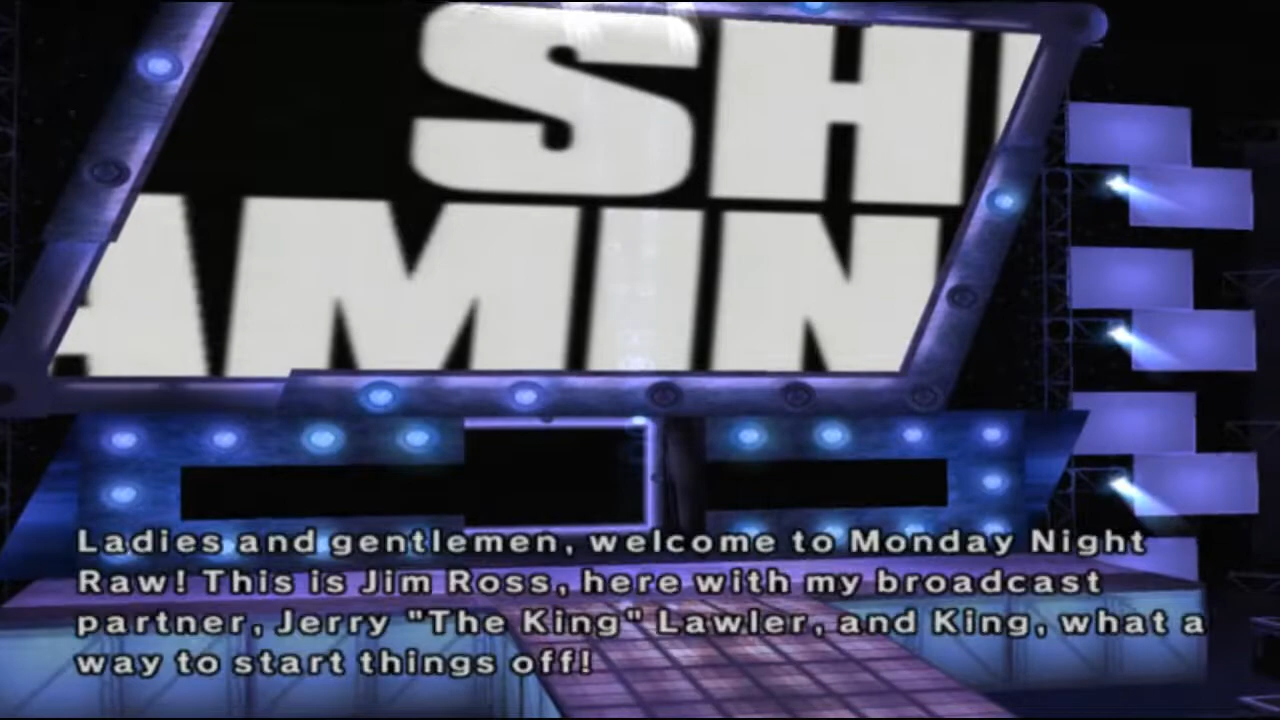 SH
AMIN
Ladies and gentlemen, welcome to Monday Night
Raw! This is Jim Ross, here with my broadcast
partner, Jerry "The King" Lawler, and King, what a
way to start things off!